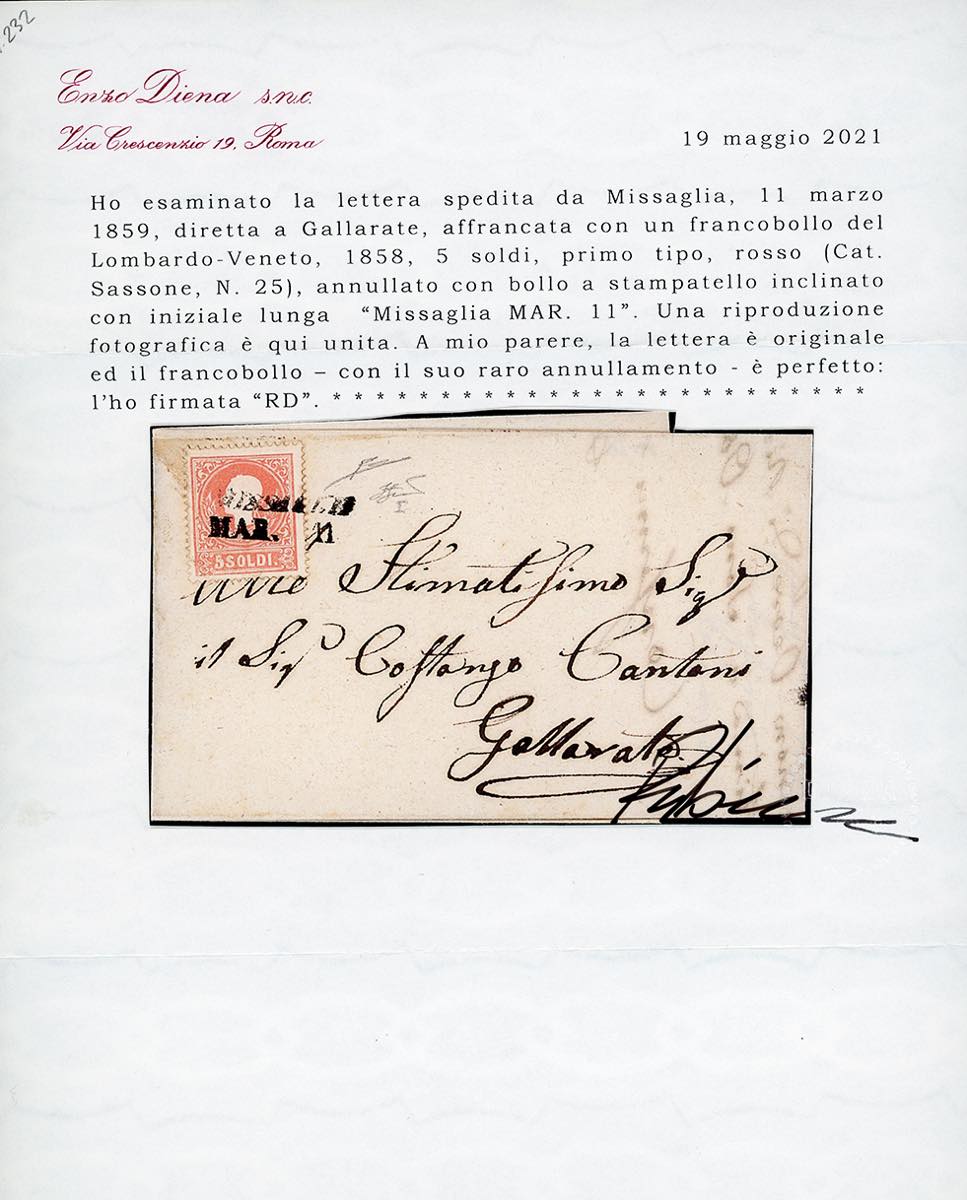 . 232
Enzo Diena s.n.c.
Via Crescenzio 19, Roma
19 maggio 2021
Ho esaminato la lettera spedita da Missaglia, 11 marzo
1859, diretta a Gallarate, affrancata con un francobollo del
Lombardo-Veneto, 1858, 5 soldi, primo tipo, rosso (Cat.
Sassone, N. 25), annullato con bollo a stampatello inclinato
con iniziale lunga “Missaglia MAR. 11”. Una riproduzione
fotografica è qui unita. A mio parere, la lettera è originale
ed il francobollo – con il suo raro annullamento - è perfetto:
l’ho firmata “RD”. * * * * * * * * * * * * * * * * * * * * * * * * *
MAR. 11
5 SOLDI.
Stimatissimo Sigr
il Sigr Costanzo Cantoni
Gallarate